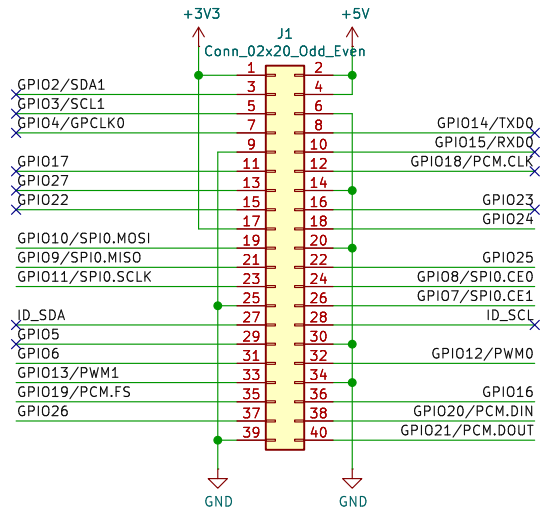 +3V3 +5V
J1
Conn_02x20_Odd_Even
1 2
GPIO2/SDA1 3 4
GPIO3/SCL1 5 6
GPIO4/GPCLK0 7 8 GPIO14/TXD0
9 10 GPIO15/RXD0
GPIO17 11 12 GPIO18/PCM.CLK
GPIO27 13 14
GPIO22 15 16 GPIO23
17 18 GPIO24
GPIO10/SPI0.MOSI 19 20
GPIO9/SPI0.MISO 21 22 GPIO25
GPIO11/SPI0.SCLK 23 24 GPIO8/SPI0.CE0
25 26 GPIO7/SPI0.CE1
ID_SDA 27 28 ID_SCL
GPIO5 29 30
GPIO6 31 32 GPIO12/PWM0
GPIO13/PWM1 33 34
GPIO19/PCM.FS 35 36 GPIO16
GPIO26 37 38 GPIO20/PCM.DIN
39 40 GPIO21/PCM.DOUT
GND GND